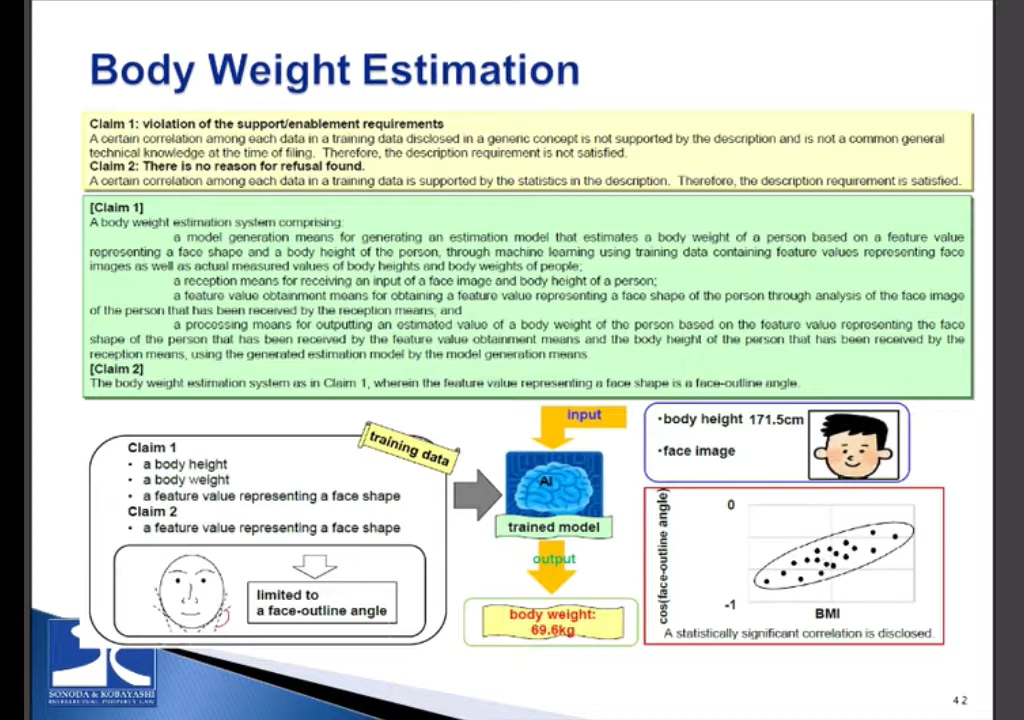 Body Weight Estimation
Claim 1: violation of the support/enablement requirements
A certain correlation among each data in a training data disclosed in a generic concept is not supported by the description and is not a common general
technical knowledge at the time of filing. Therefore, the description requirement is not satisfied.
Claim 2: There is no reason for refusal found.
A certain correlation among each data in a training data is supported by the statistics in the description. Therefore, the description requirement is satisfied.
[Claim 1]
A body weight estimation system comprising:
a model generation means for generating an estimation model that estimates a body weight of a person based on a feature value
representing a face shape and a body height of the person, through machine learning using training data containing feature values representing face
images as well as actual measured values of body heights and body weights of people;
a reception means for receiving an input of a face image and body height of a person;
a feature value obtainment means for obtaining a feature value representing a face shape of the person through analysis of the face image
of the person that has been received by the reception means; and
a processing means for outputting an estimated value of a body weight of the person based on the feature value representing the face
shape of the person that has been received by the feature value obtainment means and the body height of the person that has been received by the
reception means, using the generated estimation model by the model generation means.
[Claim 2]
The body weight estimation system as in Claim 1, wherein the feature value representing a face shape is a face-outline angle.
training data
Claim 1
• a body height
• a body weight
• a feature value representing a face shape
Claim 2
• a feature value representing a face shape
limited to
a face-outline angle
input
AI
trained model
output
body weight:
69.6kg
・body height 171.5cm
・face image
cos(face-outline angle)
0
-1
BMI
A statistically significant correlation is disclosed.
SONODA & KOBAYASHI
INTELLECTUAL PROPERTY LAW
42